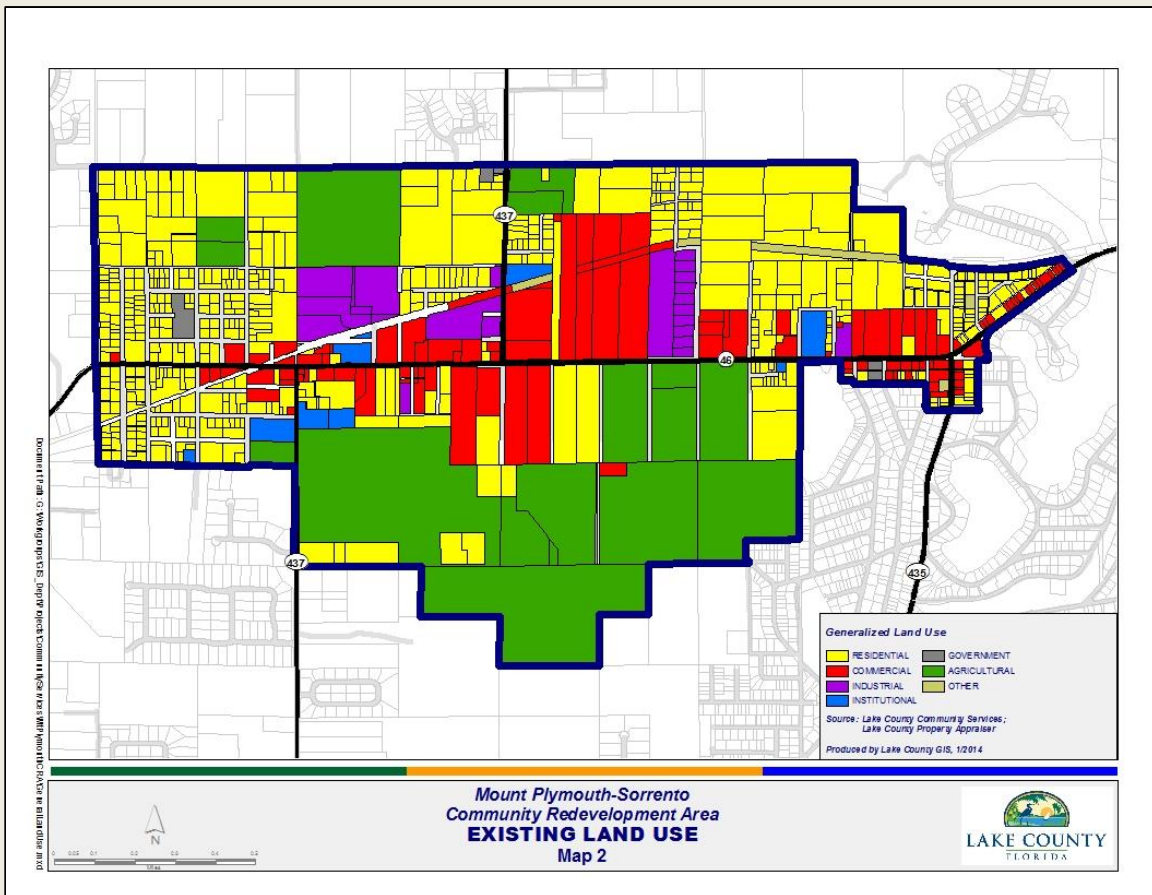 437
46
437
435
Generalized Land Use
RESIDENTIAL
COMMERCIAL
INDUSTRIAL
INSTITUTIONAL
GOVERNMENT
AGRICULTURAL
OTHER
Source: Lake County Community Services;
Lake County Property Appraiser
Produced by Lake County GIS, 1/2014
Mount Plymouth-Sorrento
Community Redevelopment Area
EXISTING LAND USE
Map 2
N
Miles
LAKE COUNTY
FLORIDA